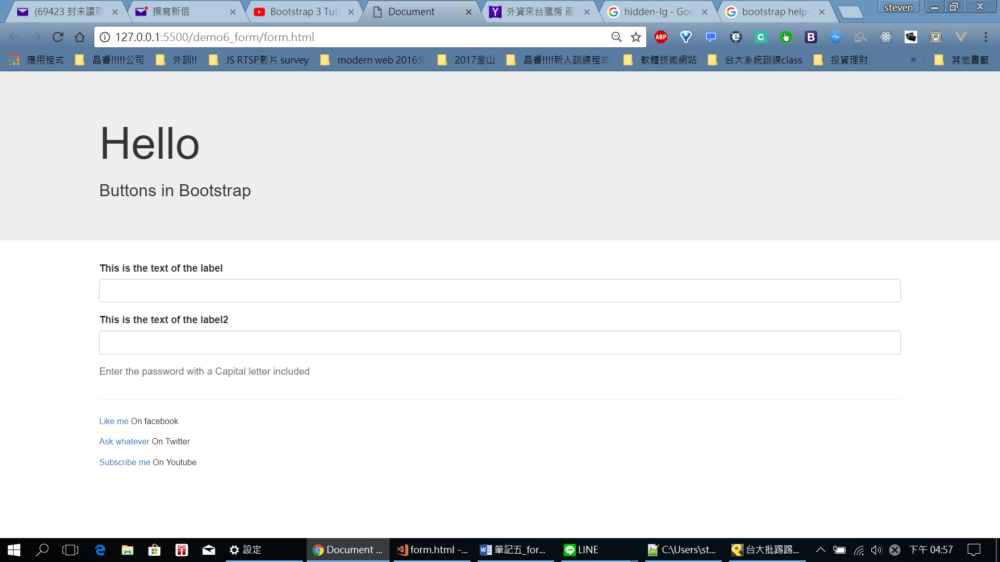 (69423 封未讀取
撰寫新信
Bootstrap 3 Tuto
Document
外資來台獵房 最
hidden-lg - Goo
bootstrap help-
steven
127.0.0.1:5500/demo6_form/form.html
ABP
應用程式
晶睿!!!!!公司
外訓!!
JS RTSP影片 survey
modern web 2016外
2017釜山
晶睿!!!!新人訓練程式
軟體技術網站
台大系統訓練class
投資理財
»
其他書籤
Hello
Buttons in Bootstrap
This is the text of the label
This is the text of the label2
Enter the password with a Capital letter included
Like me On facebook
Ask whatever On Twitter
Subscribe me On Youtube
設定
Document ...
form.html -...
筆記五_for...
LINE
C:\Users\st...
台大批踢踢...
下午 04:57